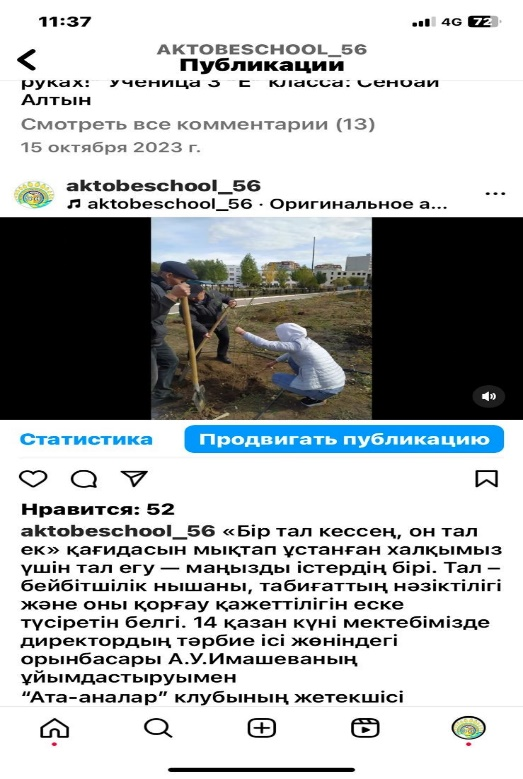 11:37
4G 72
AKTOBESCHOOL_56
Публикации
руках! Ученица 3 "Е" класса: Сенбай
Алтын
Смотреть все комментарии (13)
15 октября 2023 г.
aktobeschool_56
aktobeschool_56 · Оригинальное а...
Статистика
Продвигать публикацию
Нравится: 52
aktobeschool_56 «Бір тал кессең, он тал
ек» қағидасын мықтап ұстанған халқымыз
үшін тал егу — маңызды істердің бірі. Тал –
бейбітшілік нышаны, табиғаттың нәзіктілігі
және оны қорғау қажеттілігін еске
түсіретін белгі. 14 қазан күні мектебімізде
директордың тәрбие ісі жөніндегі
орынбасары А.У.Имашеваның
ұйымдастыруымен
“Ата-аналар” клубының жетекшісі